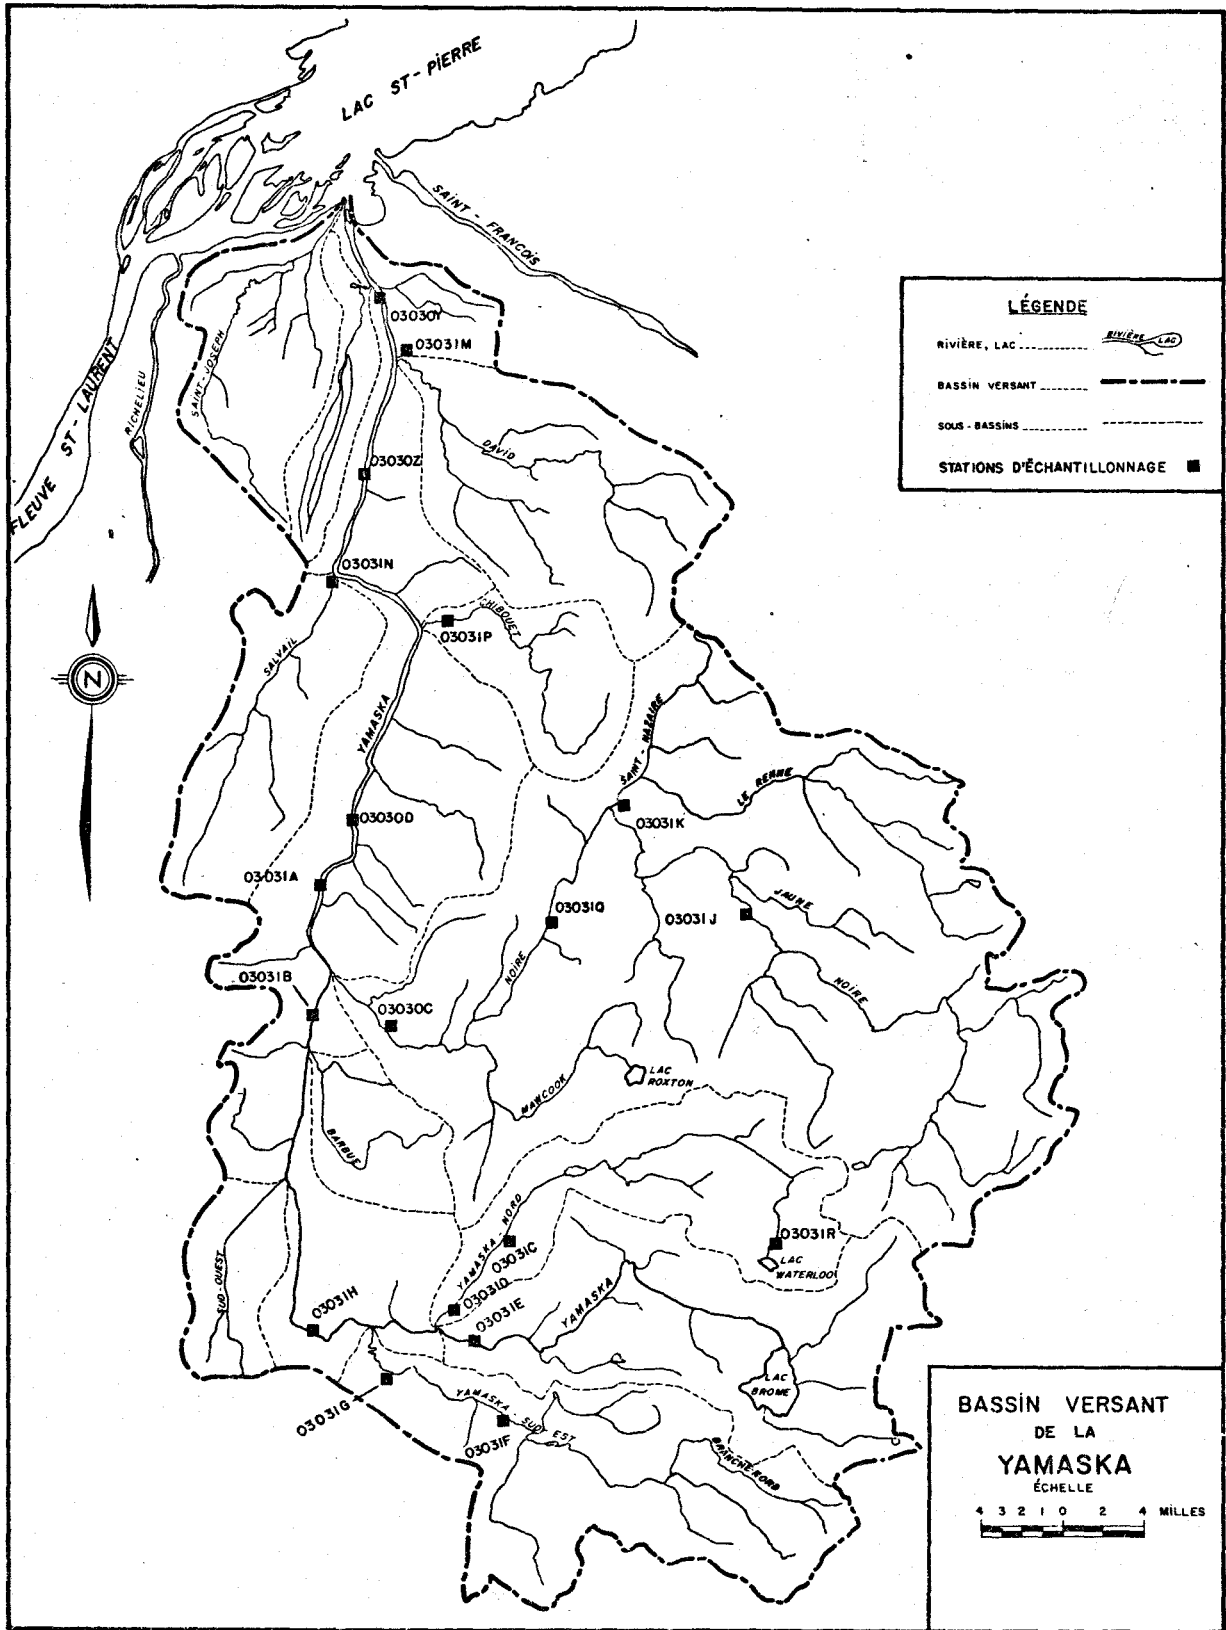 LAC ST-PIERRE
SAINT-FRANCOIS
FLEUVE ST-LAURENT
RICHELIEU
SAINT-JOSEPH
03030Y
03031M
LÉGENDE
RIVIÈRE, LAC
RIVIÈRE
LAC
BASSIN VERSANT
SOUS-BASSINS
STATIONS D'ÉCHANTILLONNAGE
DAVID
03030Z
03031N
CHIBOUET
03031P
SALVAIL
N
YAMASKA
SAINT-NAZAIRE
LE RENNE
03031K
03030D
03031A
03031Q
03031J
JAUNE
NOIRE
NOIRE
03031B
03030C
LAC
ROXTON
MAWCOOK
BARBUE
YAMASKA-NORD
03031C
03031R
LAC
WATERLOO
SUD-OUEST
03031D
03031E
YAMASKA
03031H
LAC
BROME
03031G
YAMASKA-SUD EST
03031F
BRANCHE-NORD
BASSIN VERSANT
DE LA
YAMASKA
ÉCHELLE
4 3 2 1 0 2 4 MILLES